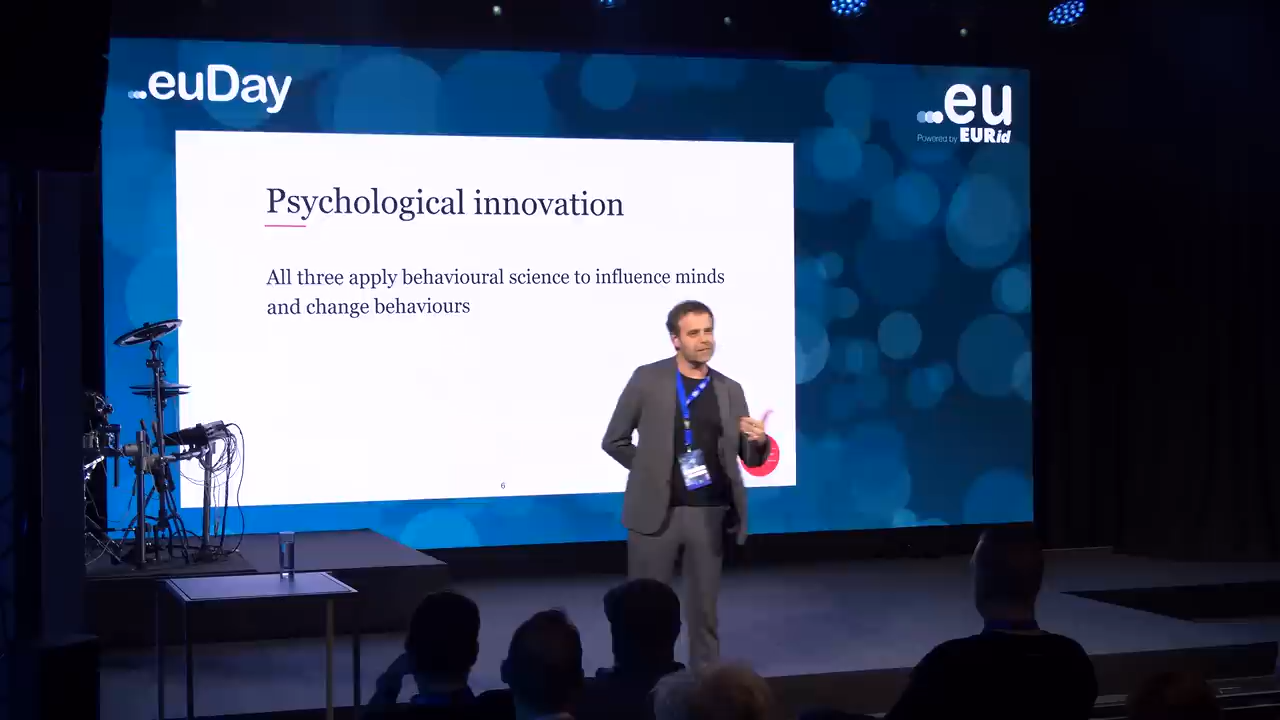 .euDay
.eu
Powered by EURid
Psychological innovation
All three apply behavioural science to influence minds
and change behaviours
6